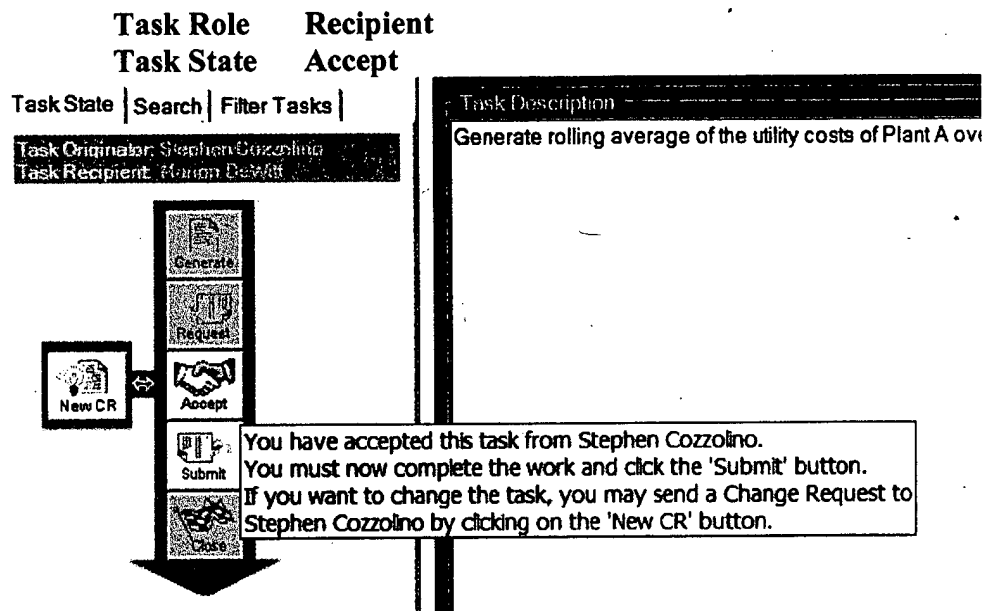 Task Role Recipient
Task State Accept
Task State Search Filter Tasks
Task Description
Generate rolling average of the utility costs of Plant A ov
Task Originator: Stephen Cozzolino
Task Recipient: Marion DeWitt
Generate
Request
New CR
Accept
Submit
You have accepted this task from Stephen Cozzolino.
You must now complete the work and click the 'Submit' button.
If you want to change the task, you may send a Change Request to
Stephen Cozzolino by clicking on the 'New CR' button.
Close